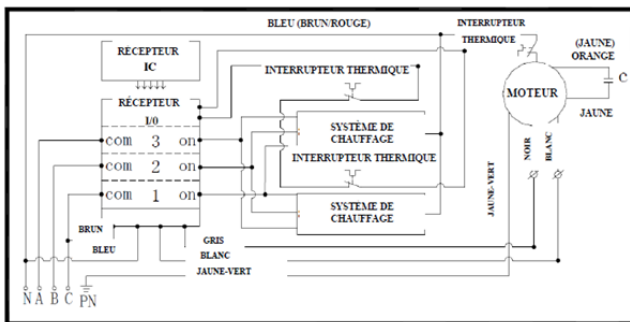 BLEU (BRUN/ROUGE)
INTERRUPTEUR
THERMIQUE
(JAUNE)
ORANGE
RÉCEPTEUR
IC
INTERRUPTEUR THERMIQUE
C
RÉCEPTEUR
I/0
MOTEUR
JAUNE
SYSTÈME DE
CHAUFFAGE
com 3 on
NOIR
BLANC
INTERRUPTEUR THERMIQUE
com 2 on
JAUNE-VERT
com 1 on
SYSTÈME DE
CHAUFFAGE
BRUN
BLEU
GRIS
BLANC
JAUNE-VERT
N A B C PN